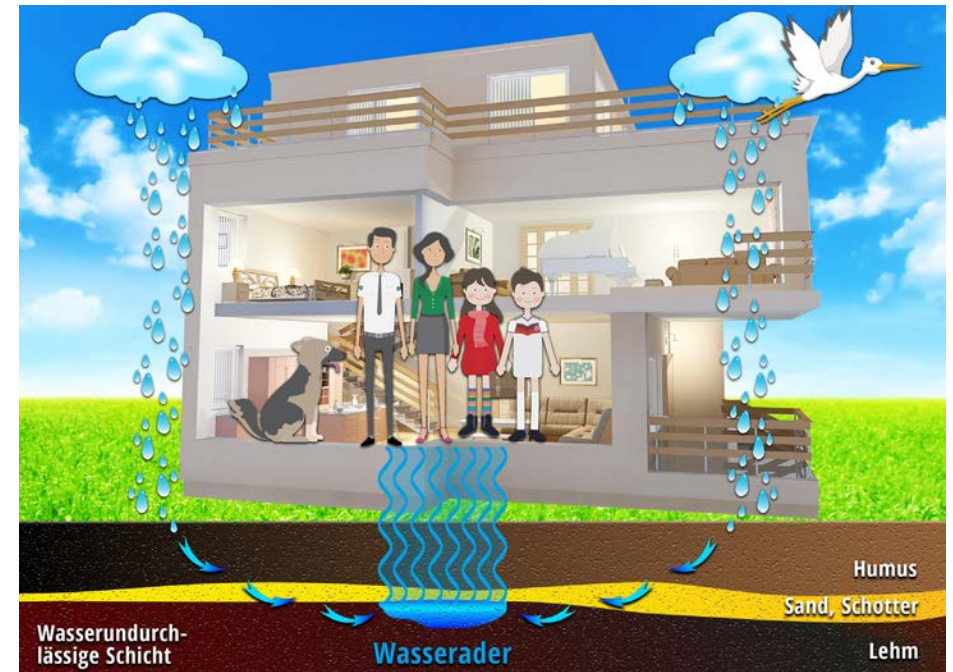 Humus
Sand, Schotter
Wasserundurch-
lässige Schicht
Wasserader
Lehm